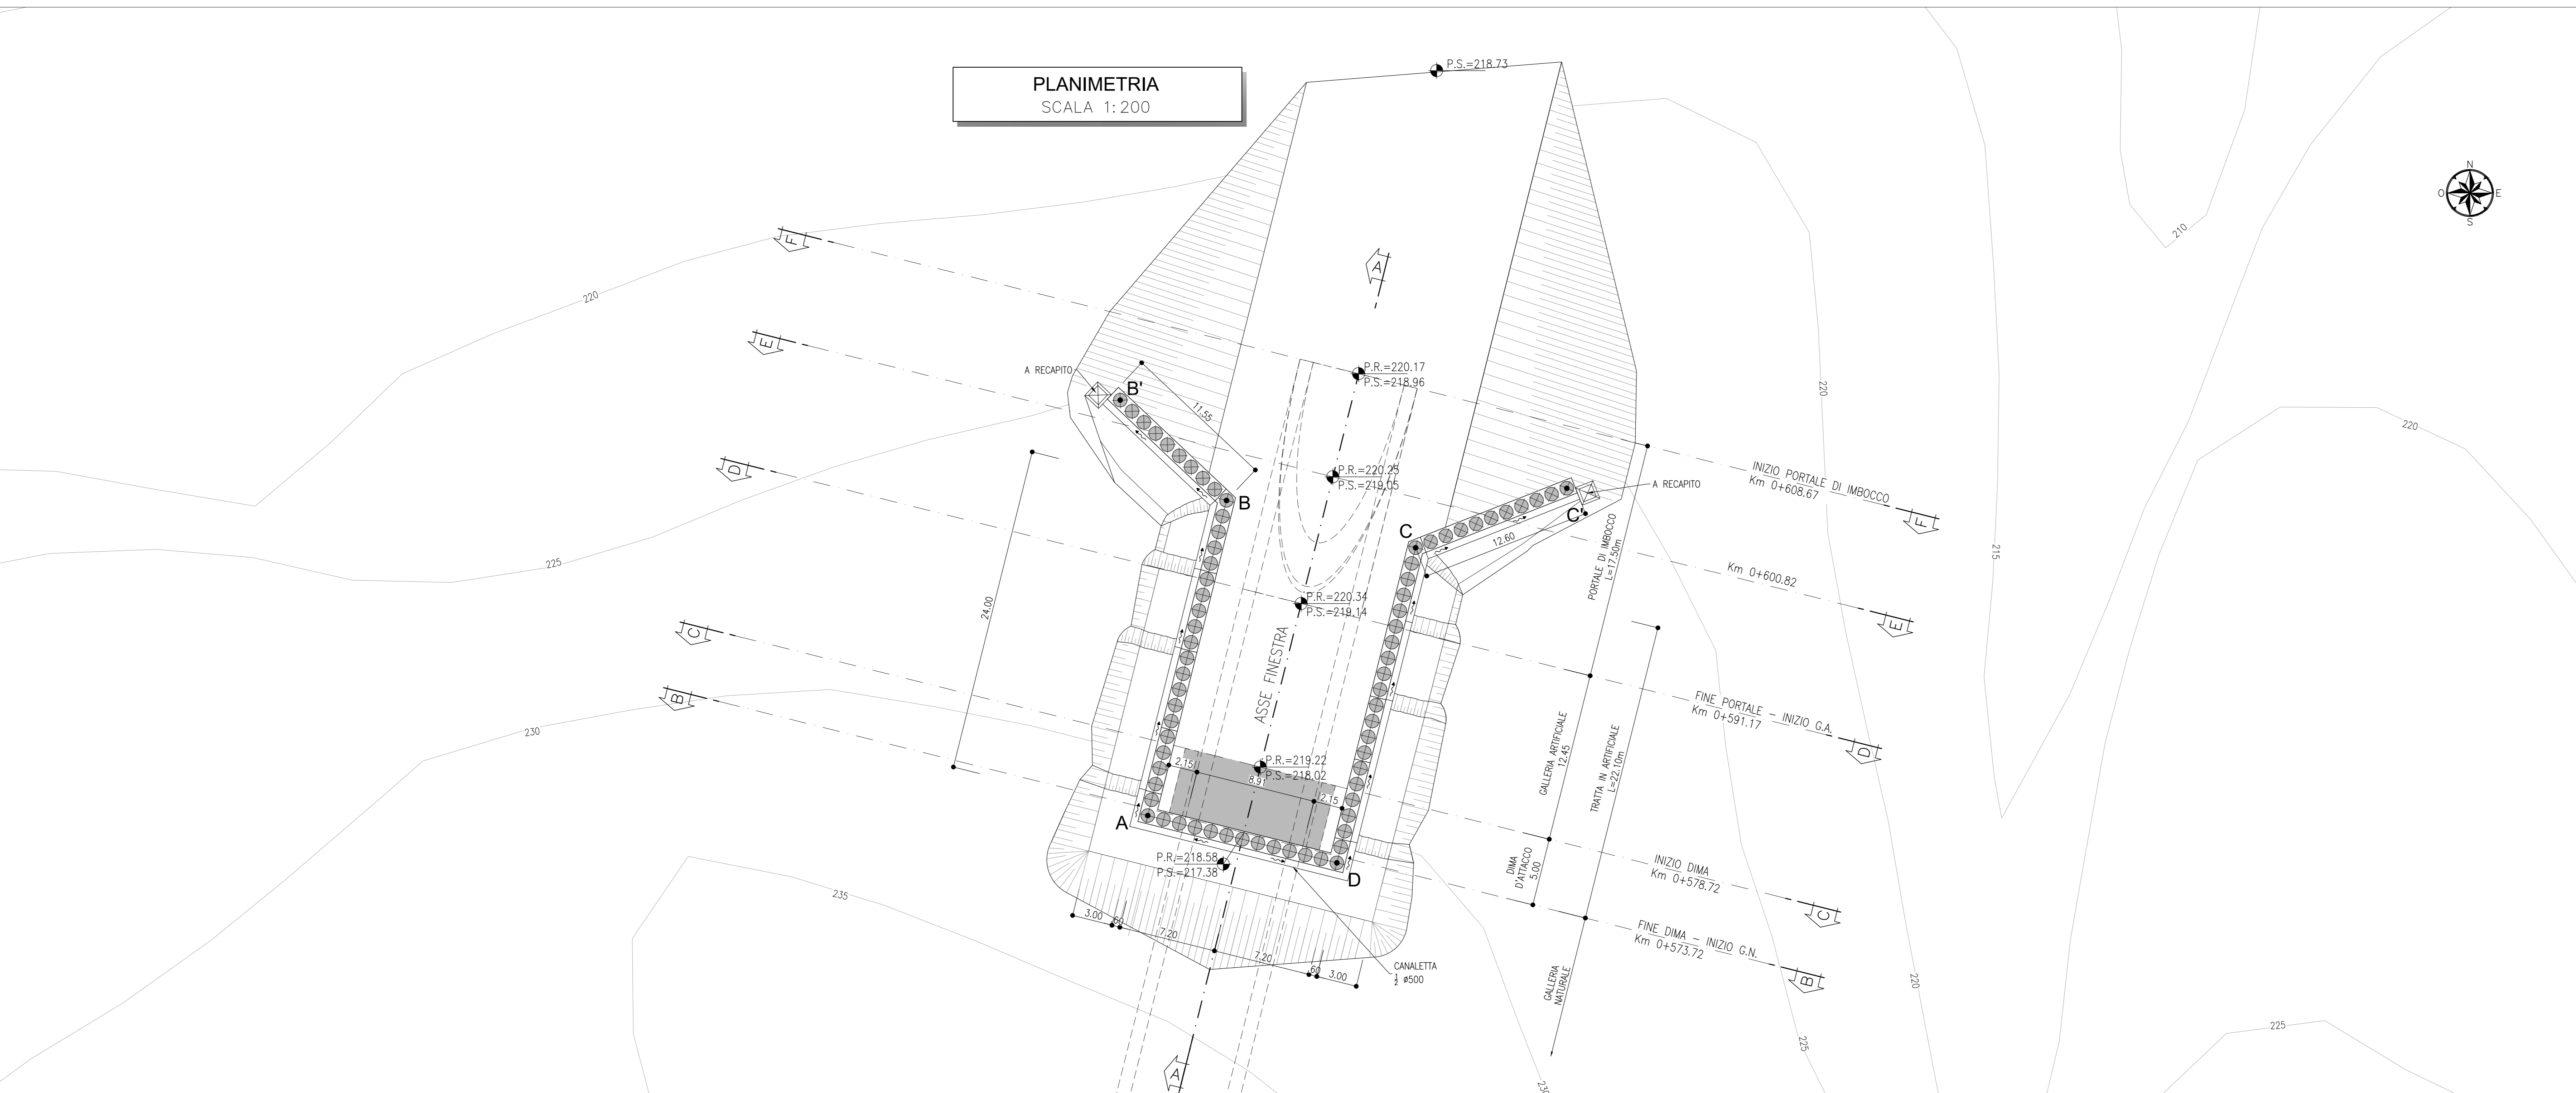 PLANIMETRIA
SCALA 1:200
P.S.=218.73
N
O
E
S
210
220
F
A
E
P.R.=220.17
P.S.=218.96
A RECAPITO
B'
11.55
220
220
D
P.R.=220.25
P.S.=219.05
INIZIO PORTALE DI IMBOCCO
Km 0+608.67
F
A RECAPITO
B
C'
C
12.60
PORTALE DI IMBOCCO
L=17.50m
215
225
24.00
Km 0+600.82
E
P.R.=220.34
P.S.=219.14
C
B
ASSE FINESTRA
FINE PORTALE - INIZIO G.A.
Km 0+591.17
D
230
GALLERIA ARTIFICIALE
12.45
TRATTA IN ARTIFICIALE
L=22.10m
P.R.=219.22
P.S.=218.02
2.15
8.91
2.15
A
P.R.=218.58
P.S.=217.38
D
DIMA
D'ATTACCO
5.00
INIZIO DIMA
Km 0+578.72
C
235
3.00
.60
7.20
7.20
.60
3.00
FINE DIMA - INIZIO G.N.
Km 0+573.72
B
CANALETTA
½ ø500
GALLERIA
NATURALE
220
225
225
A
230